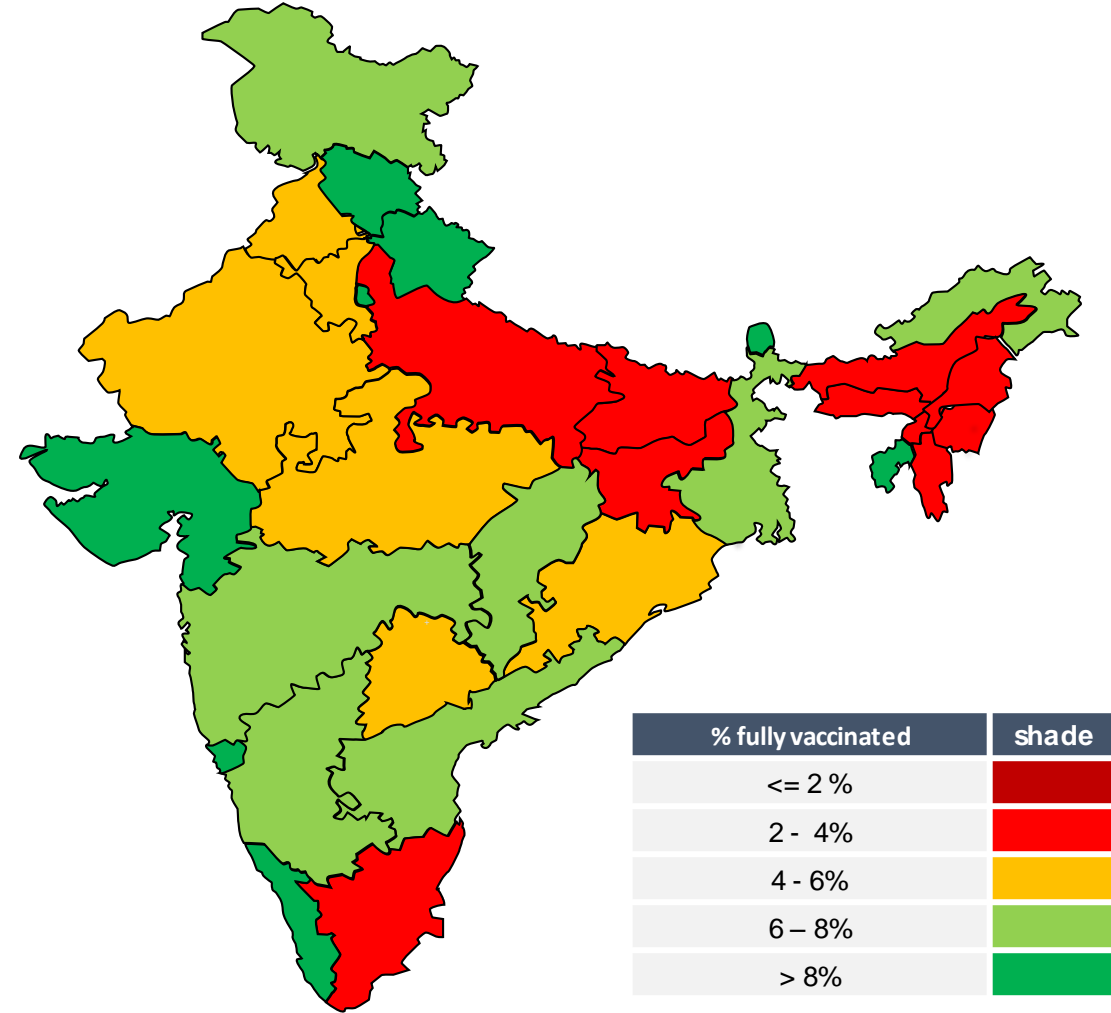 % fully vaccinated shade
<= 2 %
2 - 4%
4 - 6%
6 – 8%
> 8%